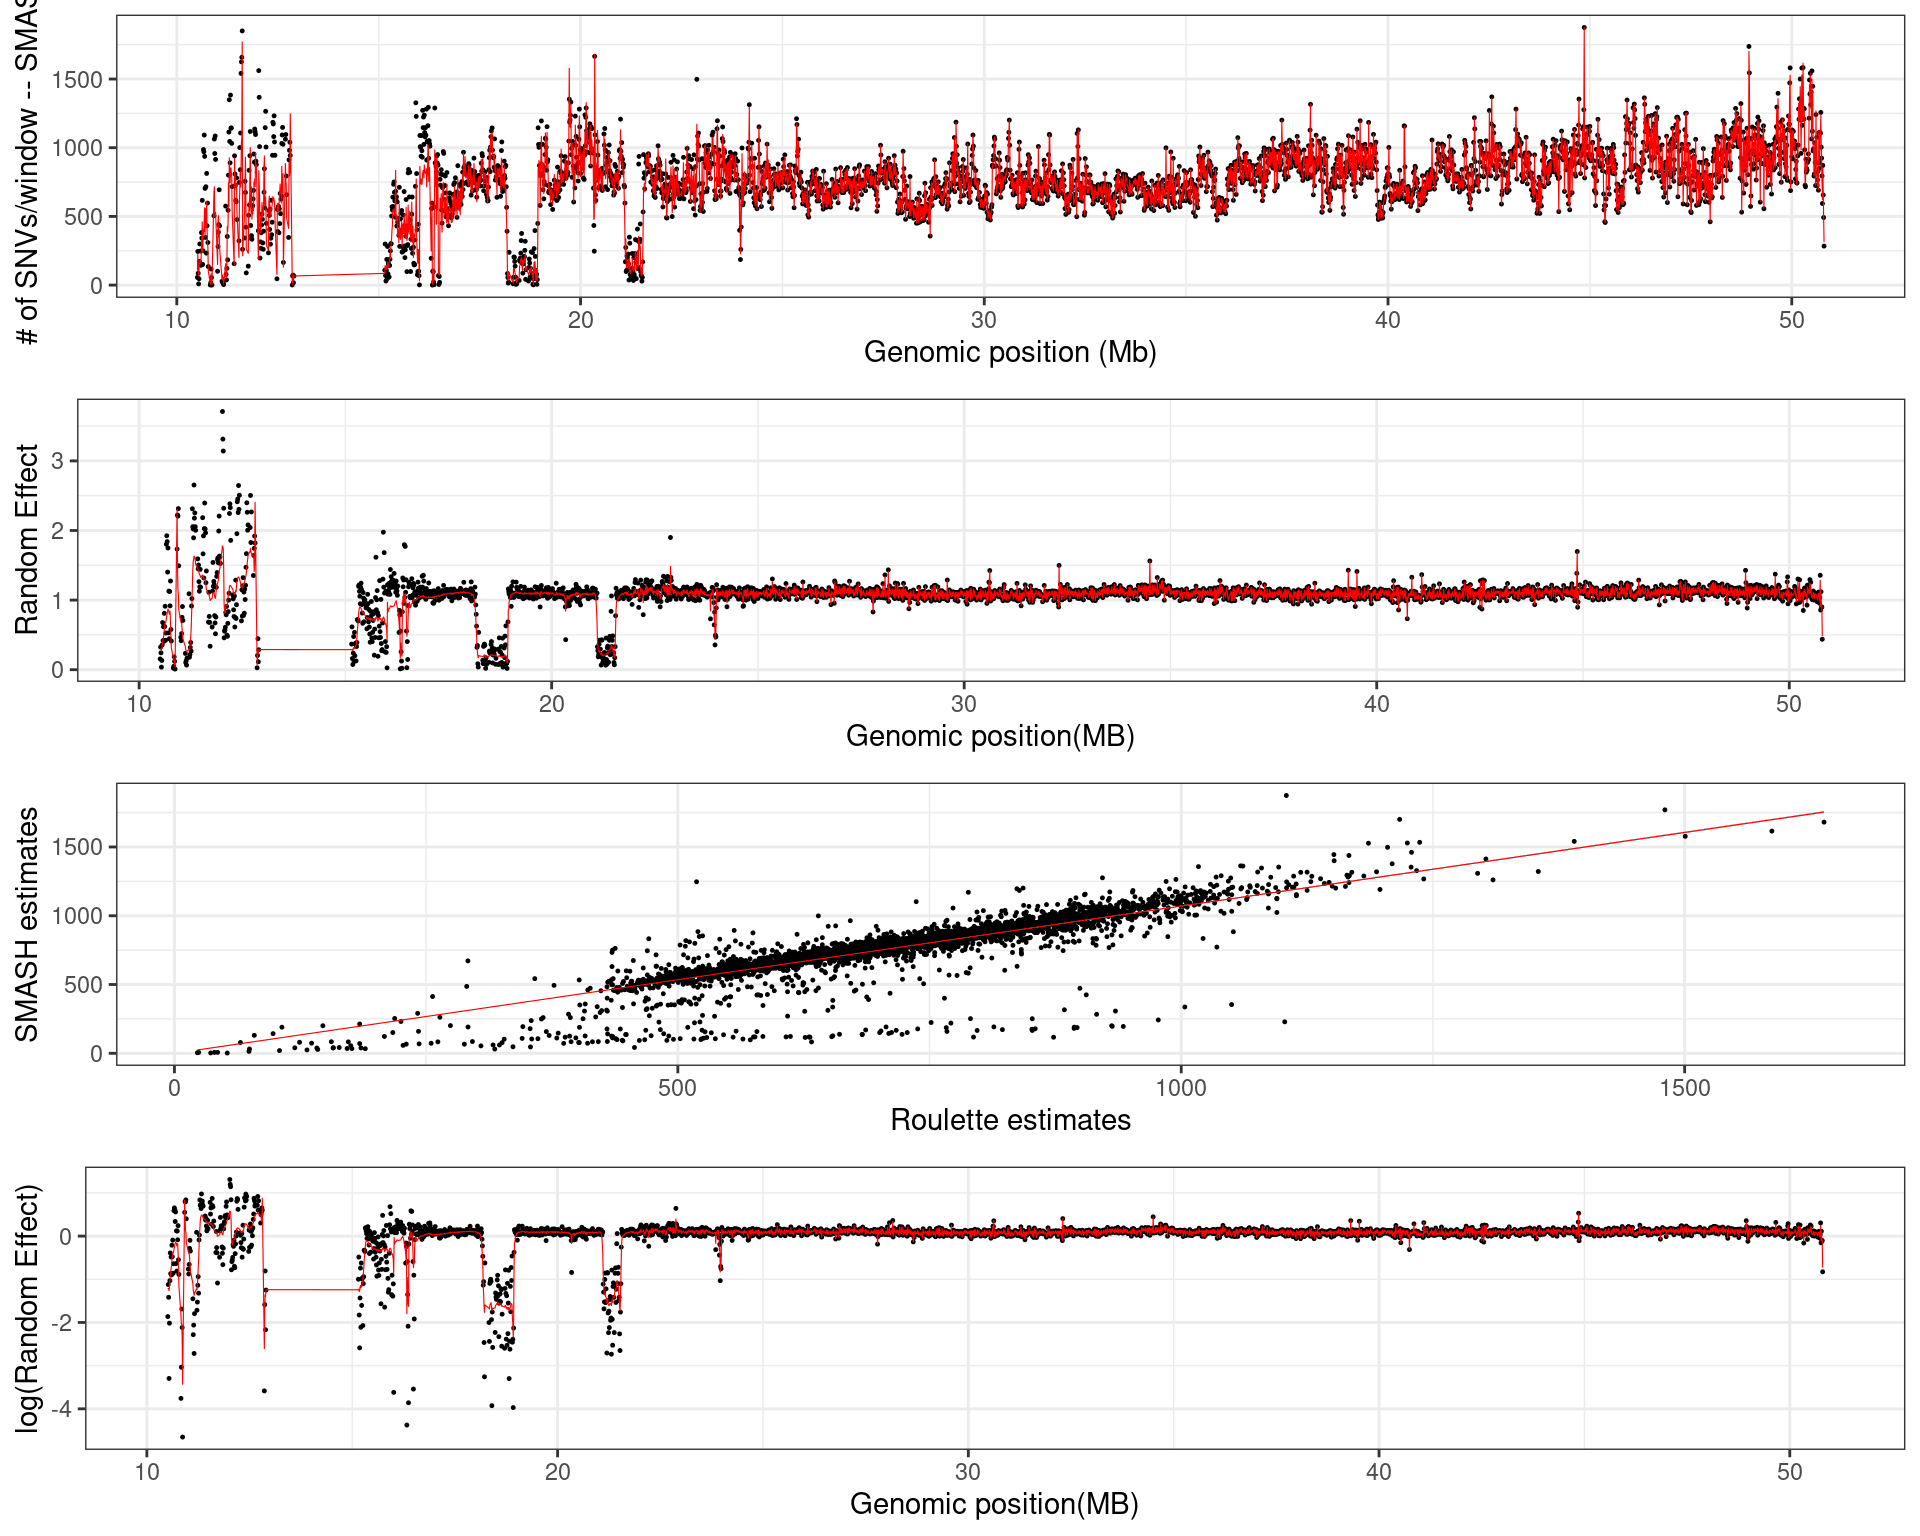 # of SNVs/window -- SMAS
1500
1000
500
0
10 20 30 40 50
Genomic position (Mb)
Random Effect
3
2
1
0
10 20 30 40 50
Genomic position(MB)
SMASH estimates
1500
1000
500
0
0 500 1000 1500
Roulette estimates
log(Random Effect)
0
-2
-4
10 20 30 40 50
Genomic position(MB)